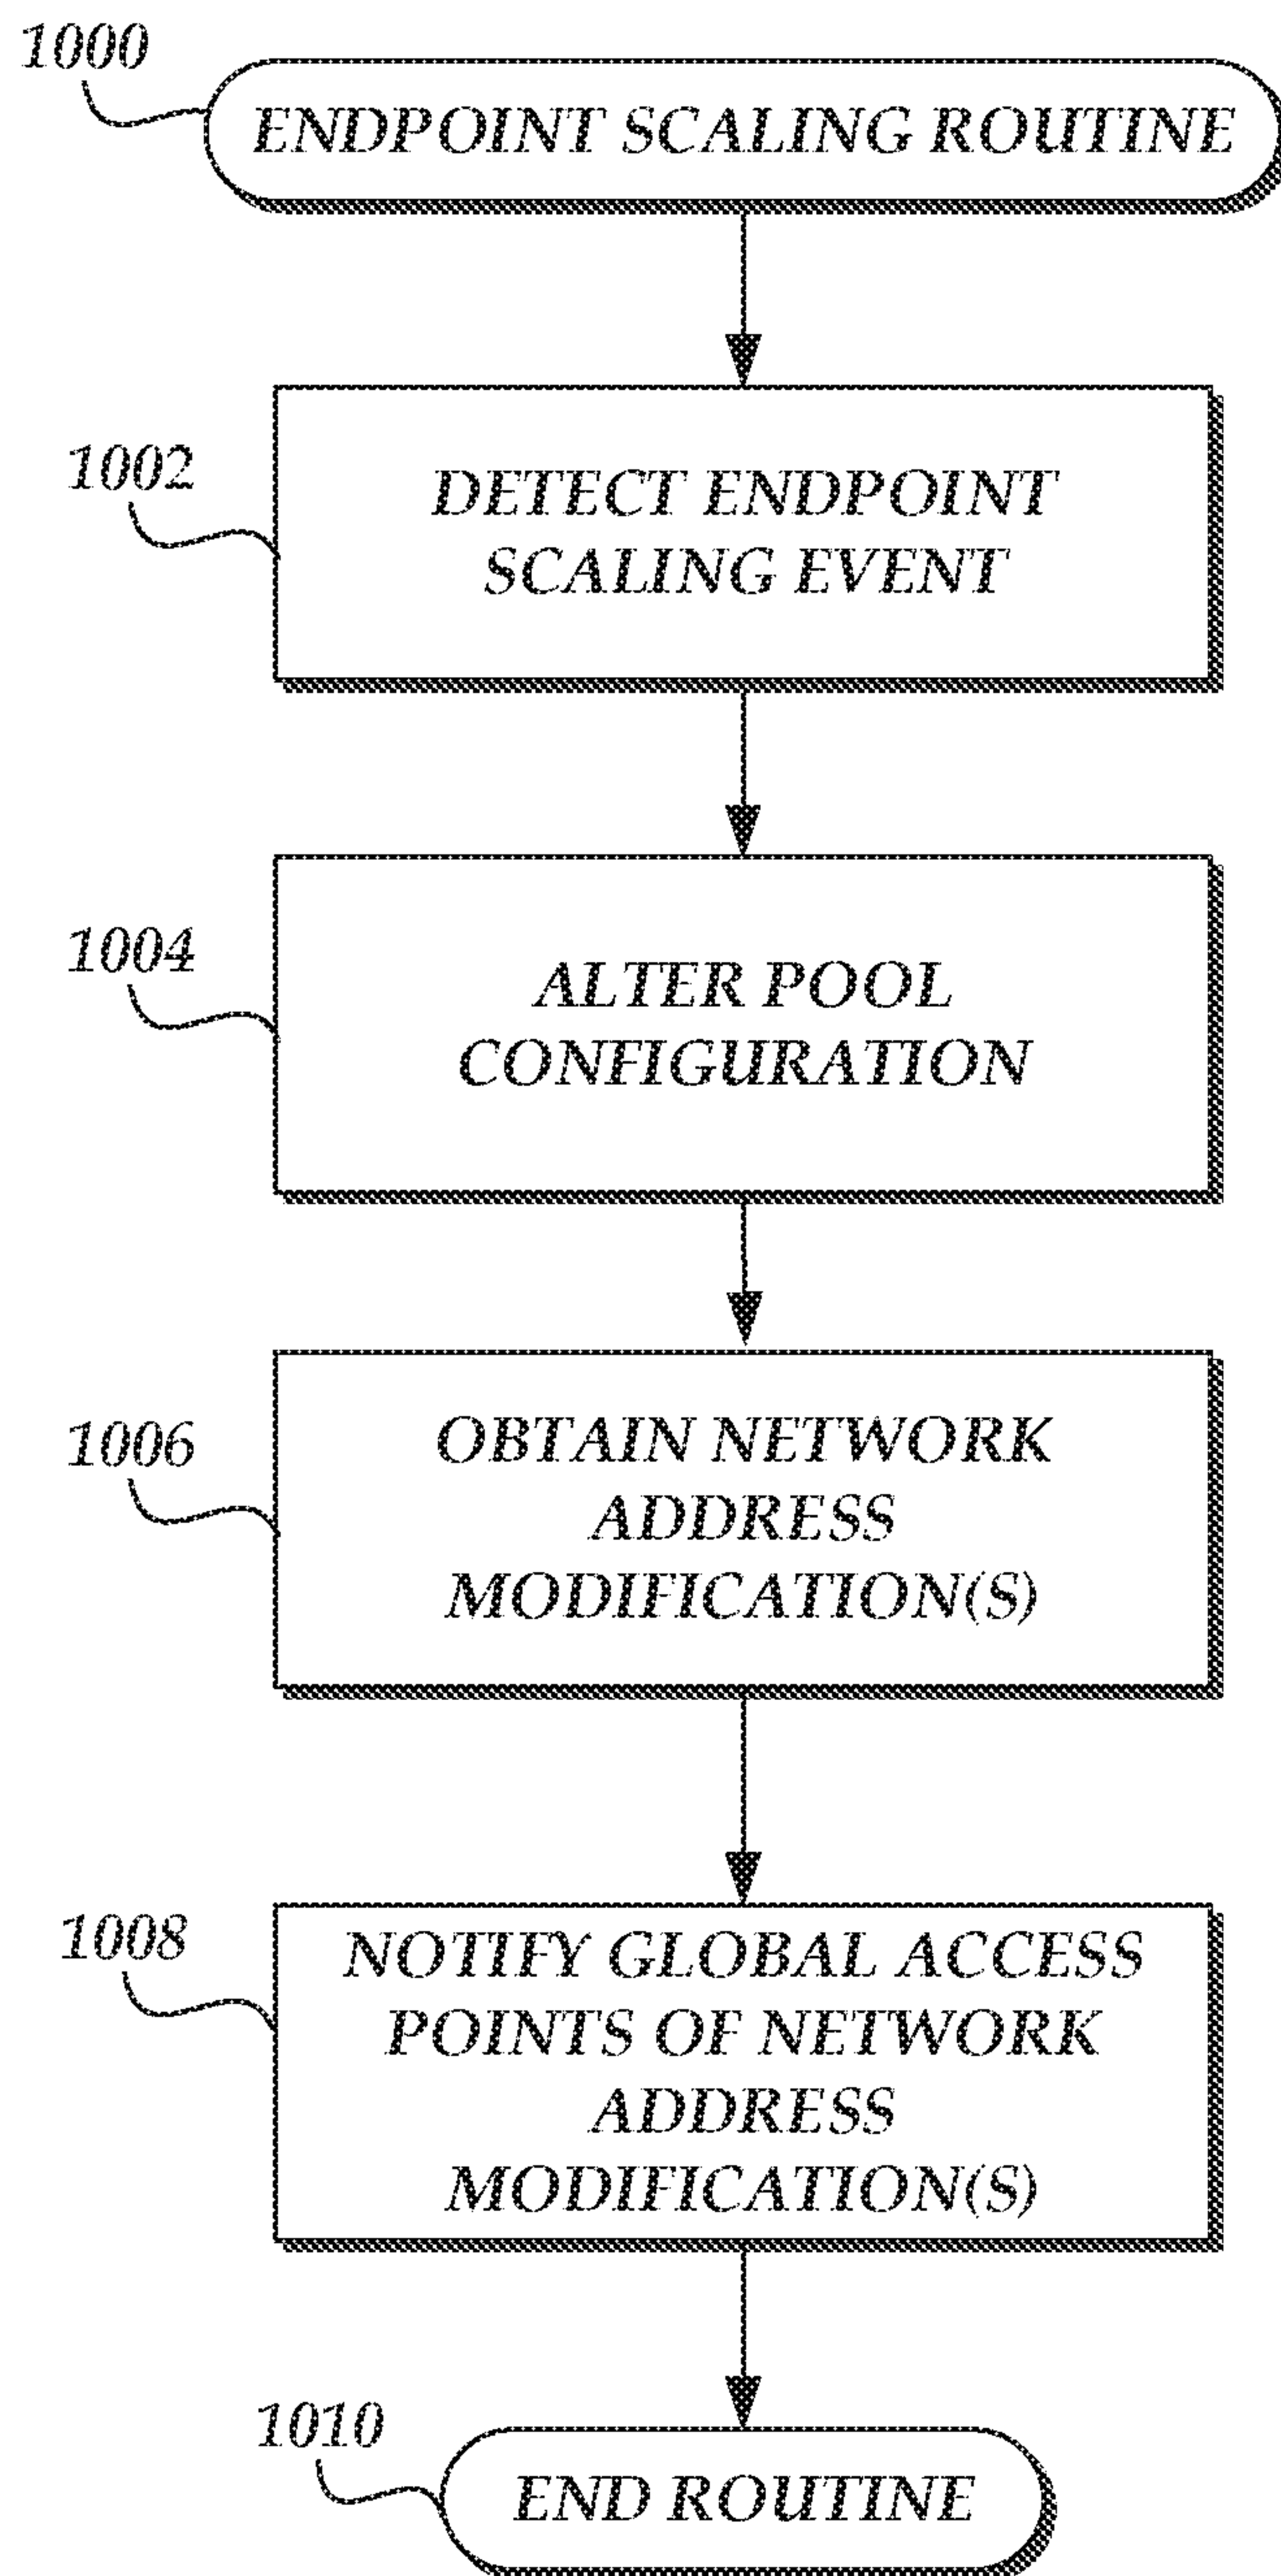 1000
ENDPOINT SCALING ROUTINE
1002
DETECT ENDPOINT
SCALING EVENT
1004
ALTER POOL
CONFIGURATION
1006
OBTAIN NETWORK
ADDRESS
MODIFICATION(S)
1008
NOTIFY GLOBAL ACCESS
POINTS OF NETWORK
ADDRESS
MODIFICATION(S)
1010
END ROUTINE